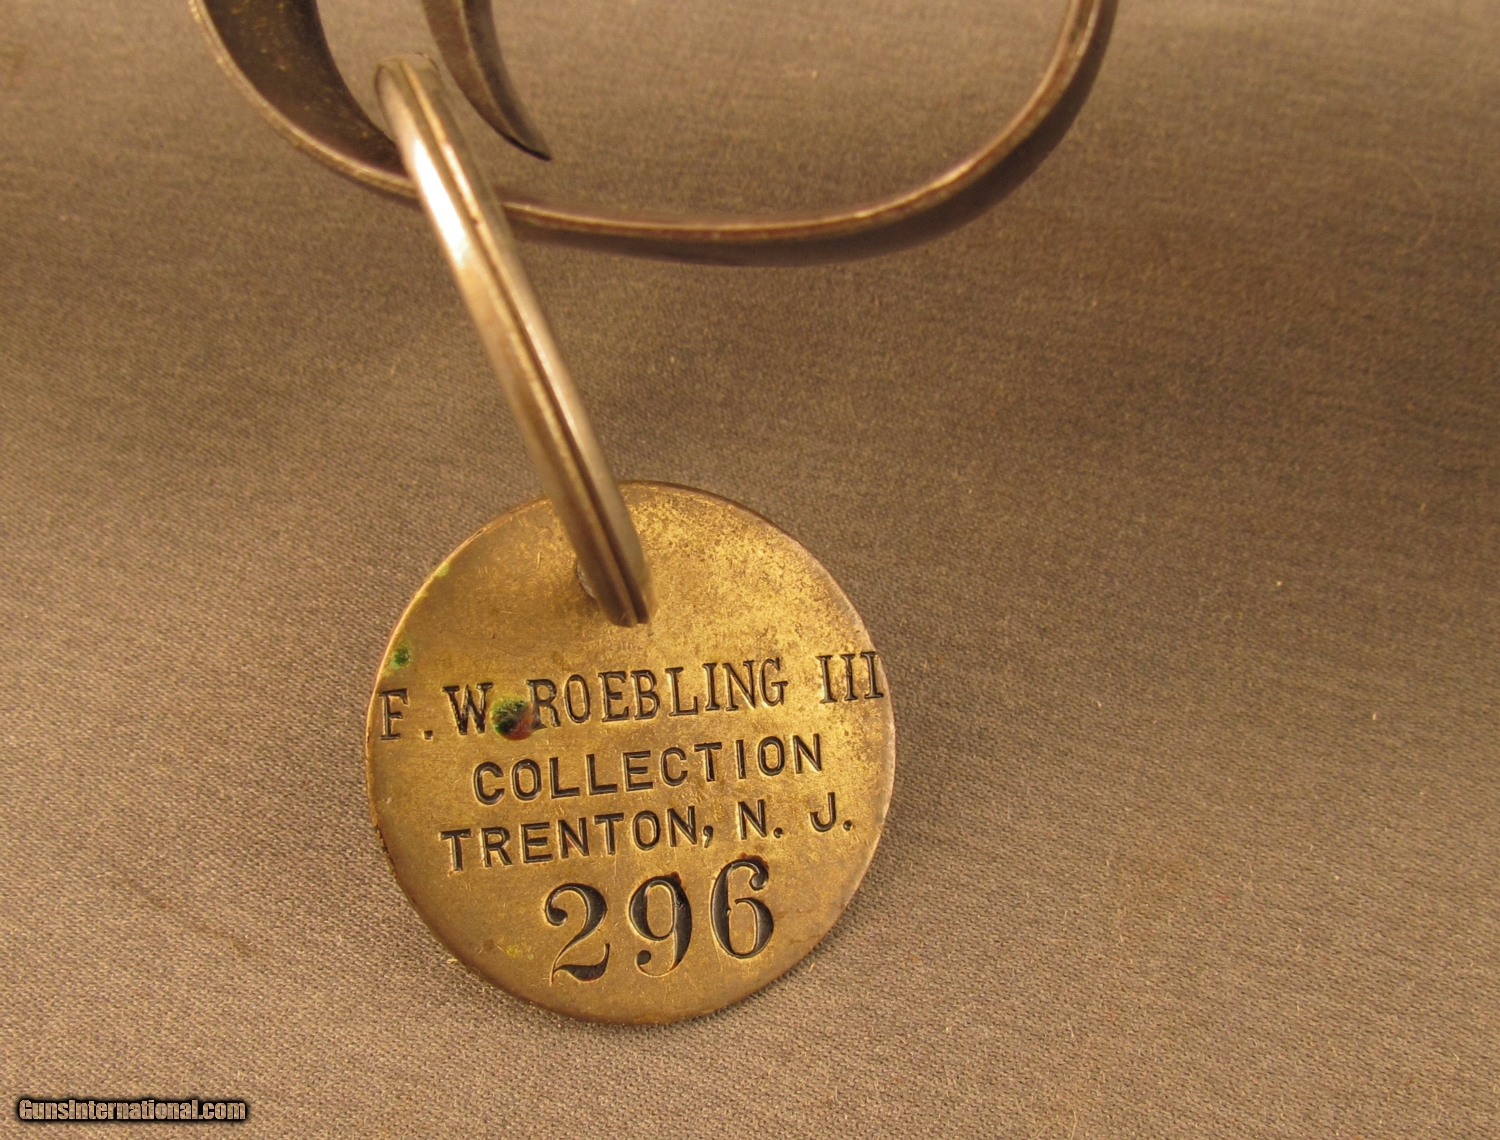 F. W. ROEBLING III
COLLECTION
TRENTON, N. J.
296
GunsInternational.com